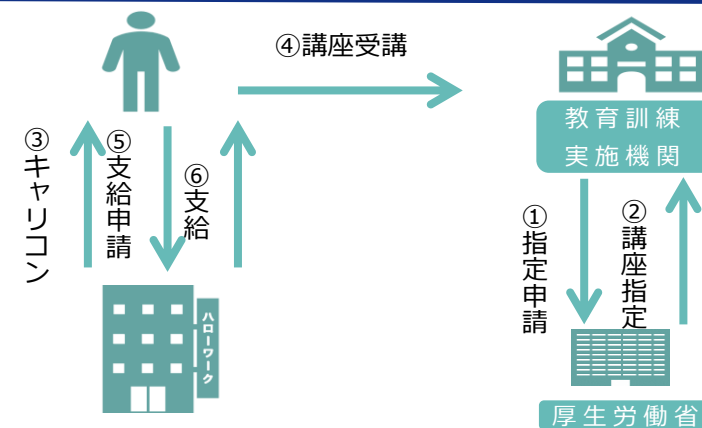 ④講座受講
教育訓練
実施機関
③キャリコン
⑤支給申請
⑥支給
①指定申請
②講座指定
ハローワーク
厚生労働省